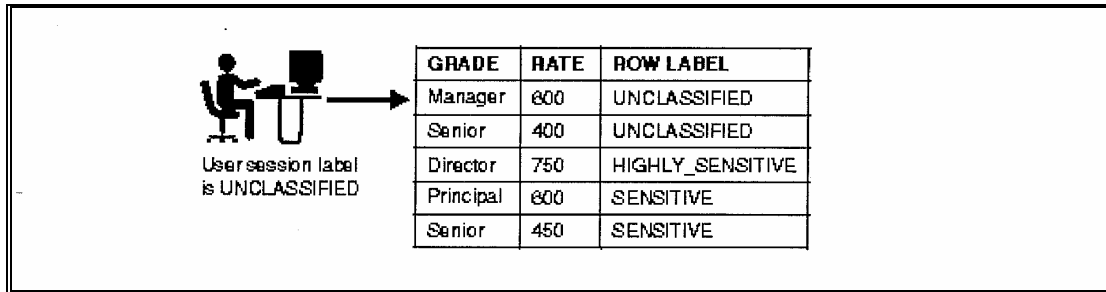 GRADE RATE ROW LABEL
Manager 600 UNCLASSIFIED
Senior 400 UNCLASSIFIED
Director 750 HIGHLY_SENSITIVE
Principal 600 SENSITIVE
Senior 450 SENSITIVE
User session label
is UNCLASSIFIED